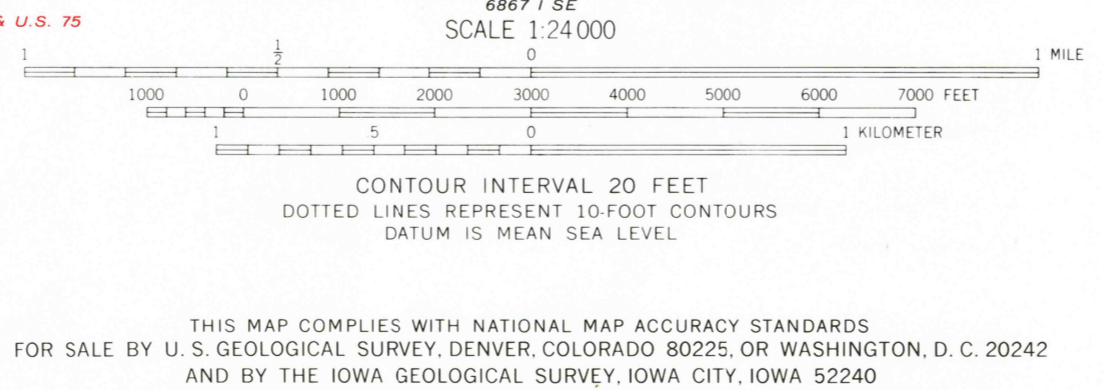 6867 I SE
& U.S. 75
SCALE 1:24 000
1 1/2 0 1 MILE
1000 0 1000 2000 3000 4000 5000 6000 7000 FEET
1 .5 0 1 KILOMETER
CONTOUR INTERVAL 20 FEET
DOTTED LINES REPRESENT 10-FOOT CONTOURS
DATUM IS MEAN SEA LEVEL
THIS MAP COMPLIES WITH NATIONAL MAP ACCURACY STANDARDS
FOR SALE BY U. S. GEOLOGICAL SURVEY, DENVER, COLORADO 80225, OR WASHINGTON, D. C. 20242
AND BY THE IOWA GEOLOGICAL SURVEY, IOWA CITY, IOWA 52240